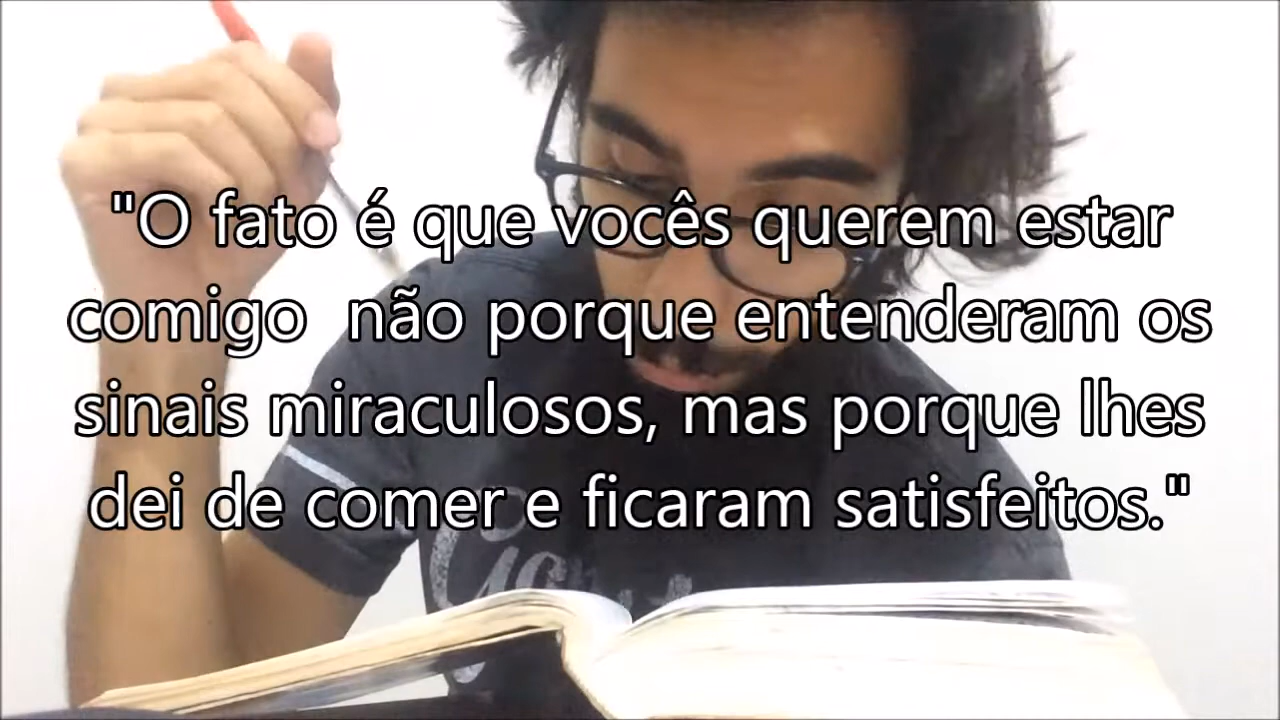 "O fato é que vocês querem estar
comigo  não porque entenderam os
sinais miraculosos, mas porque lhes
dei de comer e ficaram satisfeitos."